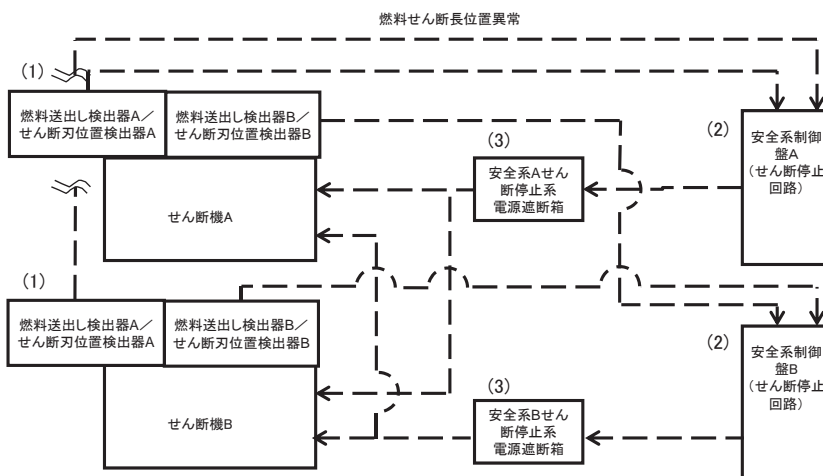 燃料せん断長位置異常
(1)
燃料送出し検出器A／
せん断刃位置検出器A
燃料送出し検出器B／
せん断刃位置検出器B
せん断機A
(3)
安全系Aせん
断停止系
電源遮断箱
(2)
安全系制御
盤A
(せん断停止
回路)
(1)
燃料送出し検出器A／
せん断刃位置検出器A
燃料送出し検出器B／
せん断刃位置検出器B
せん断機B
(3)
安全系Bせん
断停止系
電源遮断箱
(2)
安全系制御
盤B
(せん断停止
回路)